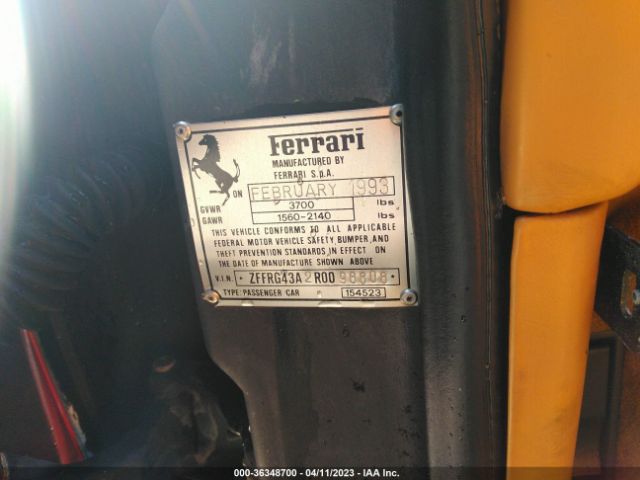 Ferrari
MANUFACTURED BY
FERRARI S.p.A.
ON FEBRUARY 1993
GVWR 3700 lbs
GAWR 1560-2140 lbs
THIS VEHICLE CONFORMS TO ALL APPLICABLE
FEDERAL MOTOR VEHICLE SAFETY BUMPER, AND
THEFT PREVENTION STANDARDS IN EFFECT ON
THE DATE OF MANUFACTURE SHOWN ABOVE
V.I.N. • ZFFRG43A2R0098808 •
TYPE: PASSENGER CAR 154523
000-36348700 - 04/11/2023 - IAA Inc.